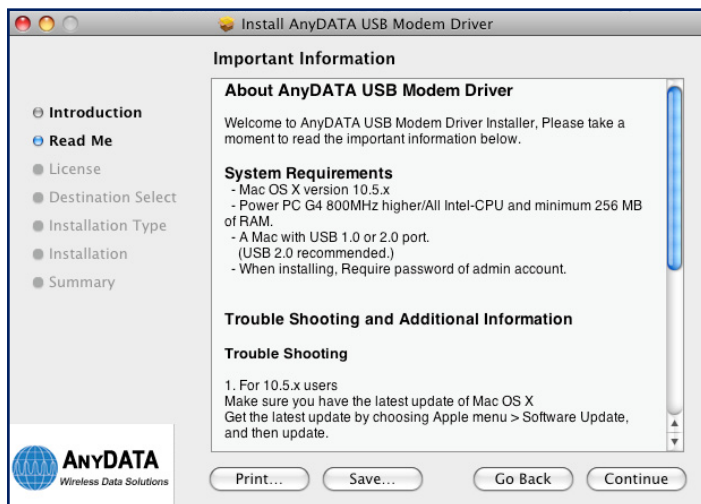 Install AnyDATA USB Modem Driver
Important Information
Introduction
Read Me
License
Destination Select
Installation Type
Installation
Summary
About AnyDATA USB Modem Driver
Welcome to AnyDATA USB Modem Driver Installer, Please take a
moment to read the important information below.
System Requirements
- Mac OS X version 10.5.x
- Power PC G4 800MHz higher/All Intel-CPU and minimum 256 MB
of RAM.
- A Mac with USB 1.0 or 2.0 port.
(USB 2.0 recommended.)
- When installing, Require password of admin account.
Trouble Shooting and Additional Information
Trouble Shooting
1. For 10.5.x users
Make sure you have the latest update of Mac OS X
Get the latest update by choosing Apple menu > Software Update,
and then update.
ANYDATA
Wireless Data Solutions
Print...
Save...
Go Back
Continue